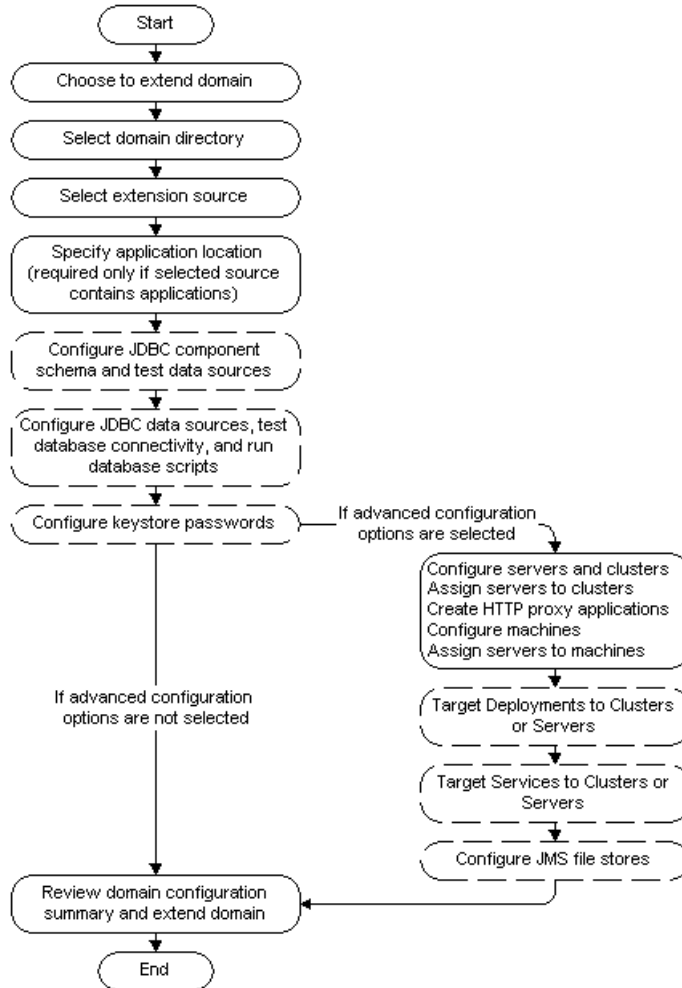 Start
Choose to extend domain
Select domain directory
Select extension source
Specify application location
(required only if selected source
contains applications)
Configure JDBC component
schema and test data sources
Configure JDBC data sources, test
database connectivity, and run
database scripts
Configure keystore passwords
If advanced configuration
options are selected
Configure servers and clusters
Assign servers to clusters
Create HTTP proxy applications
Configure machines
Assign servers to machines
If advanced configuration
options are not selected
Target Deployments to Clusters
or Servers
Target Services to Clusters or
Servers
Configure JMS file stores
Review domain configuration
summary and extend domain
End